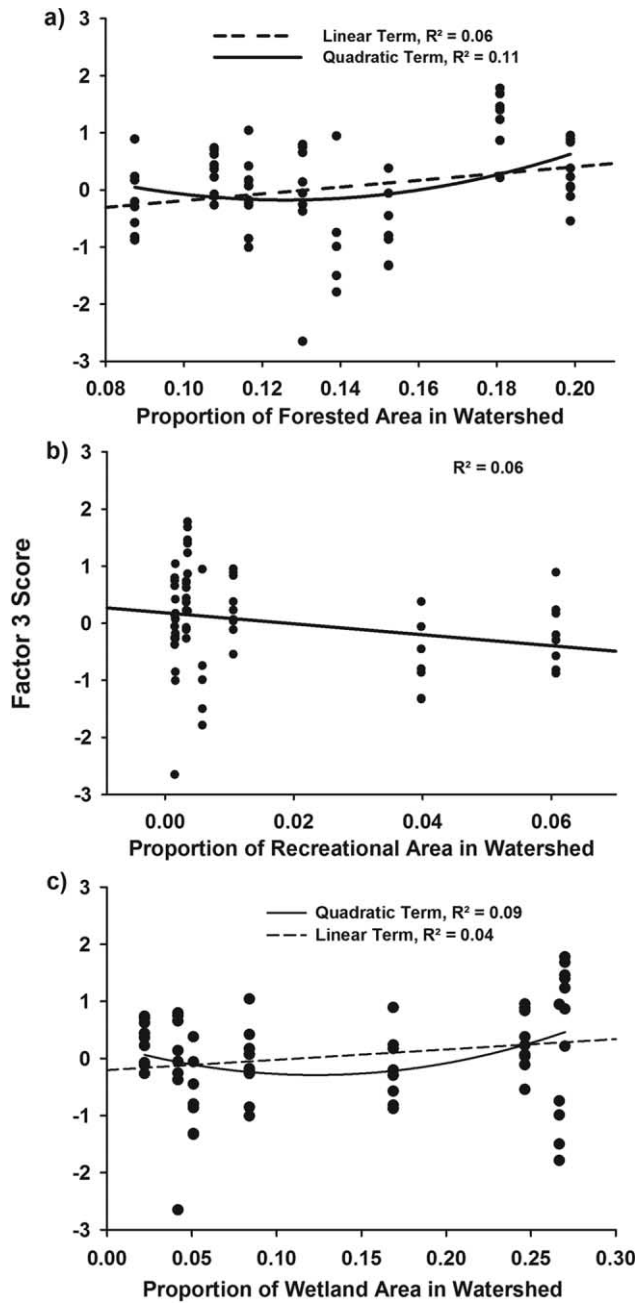 a)
Linear Term, R² = 0.06
Quadratic Term, R² = 0.11
3
2
1
0
-1
-2
-3
0.08 0.10 0.12 0.14 0.16 0.18 0.20
Proportion of Forested Area in Watershed
b)
R² = 0.06
3
2
1
0
-1
-2
-3
Factor 3 Score
0.00 0.02 0.04 0.06
Proportion of Recreational Area in Watershed
c)
Quadratic Term, R² = 0.09
Linear Term, R² = 0.04
3
2
1
0
-1
-2
-3
0.00 0.05 0.10 0.15 0.20 0.25 0.30
Proportion of Wetland Area in Watershed